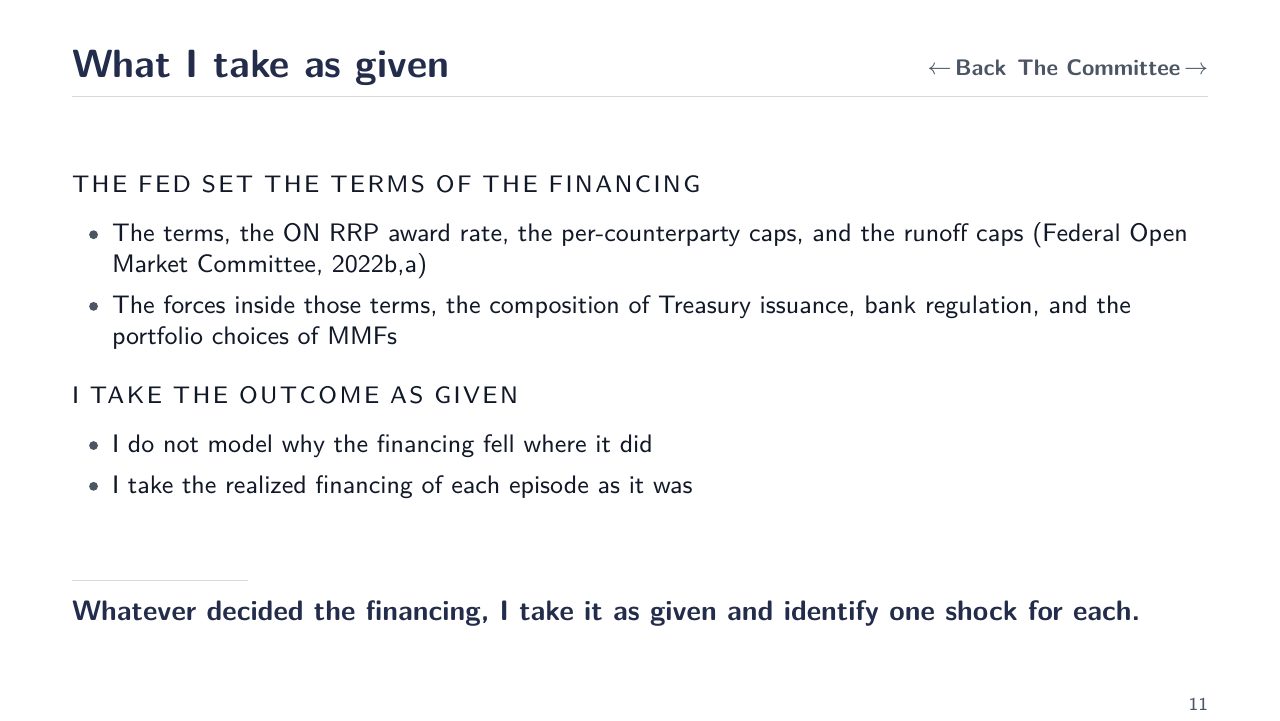 What I take as given
← Back The Committee →
THE FED SET THE TERMS OF THE FINANCING
• The terms, the ON RRP award rate, the per-counterparty caps, and the runoff caps (Federal Open
Market Committee, 2022b,a)
• The forces inside those terms, the composition of Treasury issuance, bank regulation, and the
portfolio choices of MMFs
I TAKE THE OUTCOME AS GIVEN
• I do not model why the financing fell where it did
• I take the realized financing of each episode as it was
Whatever decided the financing, I take it as given and identify one shock for each.
11